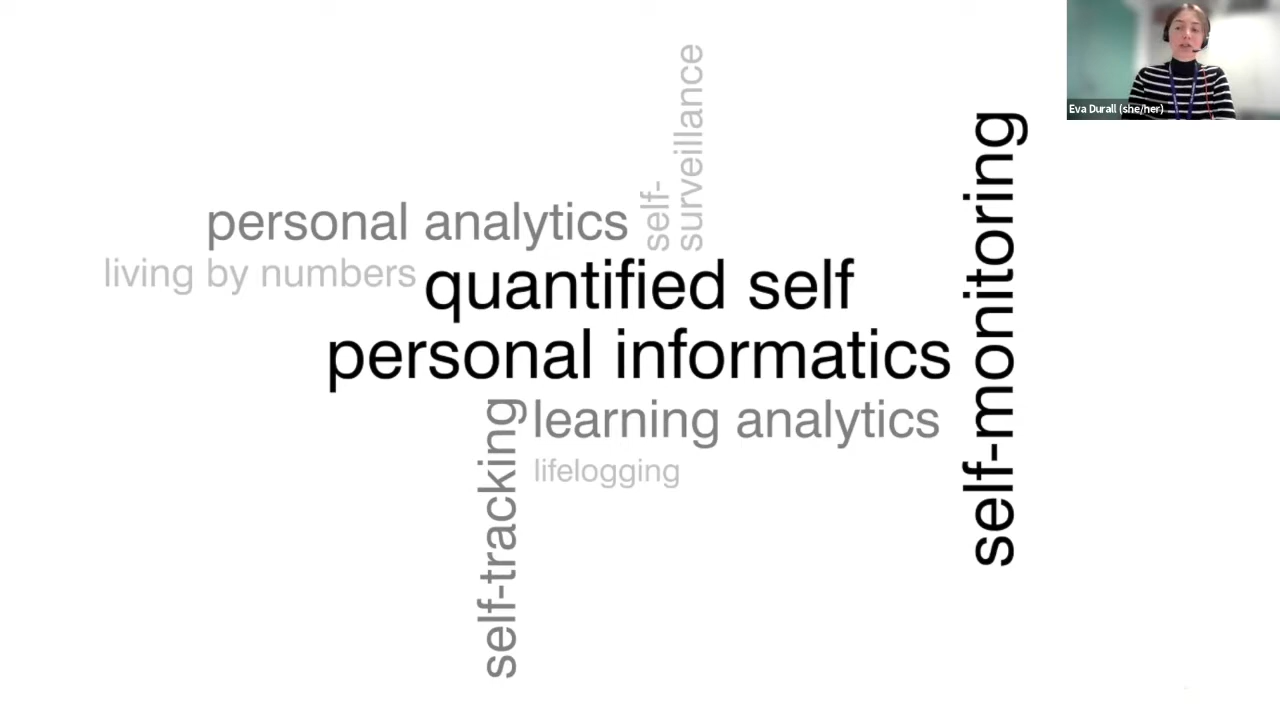 Eva Durall (she/her)
self-
surveillance
personal analytics
living by numbers
quantified self
personal informatics
self-monitoring
learning analytics
lifelogging
self-tracking